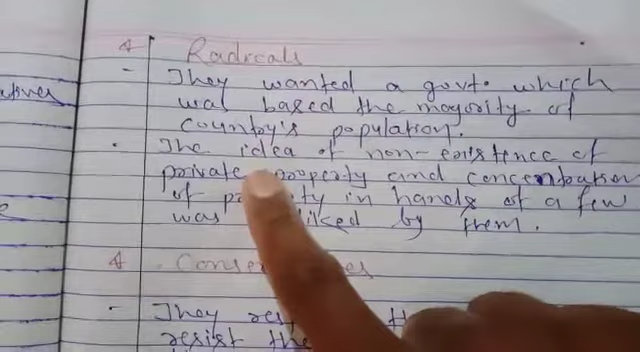 atives
Radicals
- They wanted a govt. which
was based the majority of
country's population.
. The idea of non-existence of
private property and concentration
of in hands of a few
was liked by them.
- They
resist the